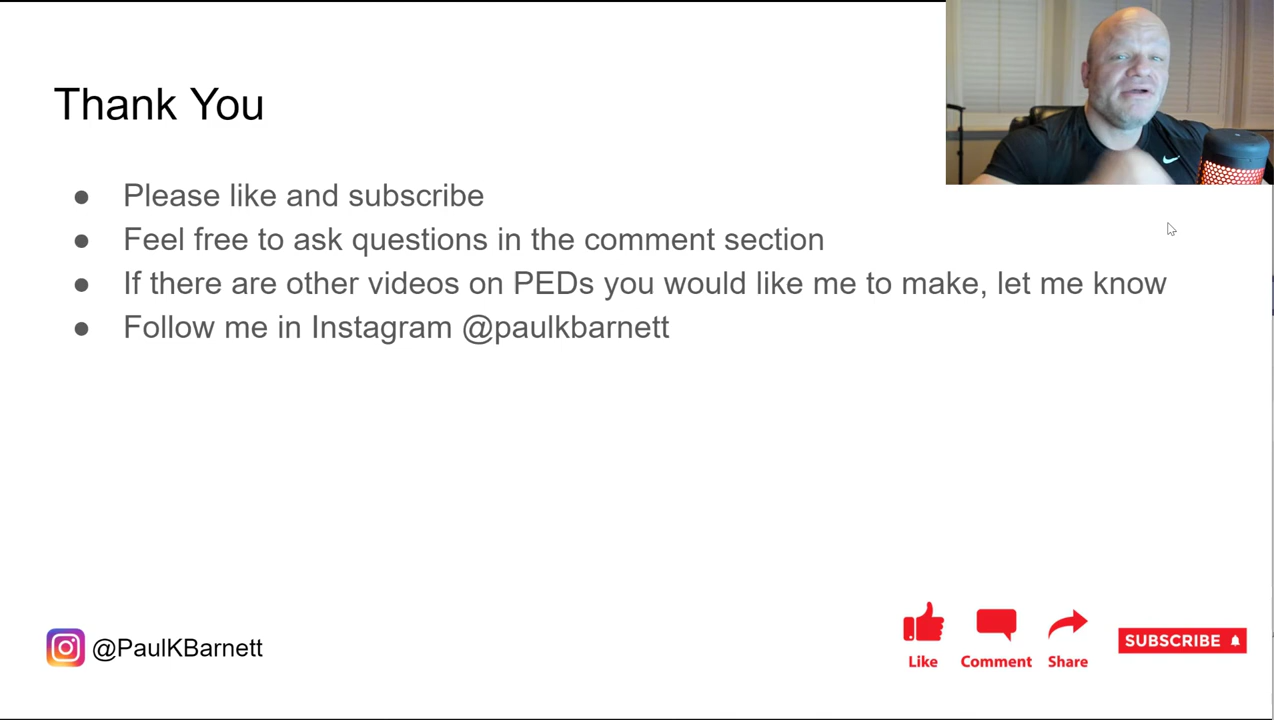 Thank You
● Please like and subscribe
● Feel free to ask questions in the comment section
● If there are other videos on PEDs you would like me to make, let me know
● Follow me in Instagram @paulkbarnett
@PaulKBarnett
Like
Comment
Share
SUBSCRIBE